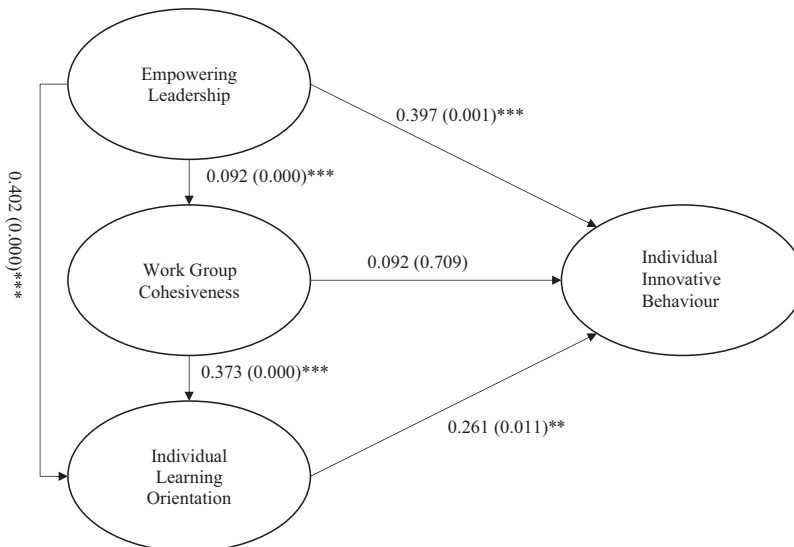 Empowering
Leadership
0.397 (0.001)***
0.092 (0.000)***
0.402 (0.000)***
Work Group
Cohesiveness
0.092 (0.709)
Individual
Innovative
Behaviour
0.373 (0.000)***
0.261 (0.011)**
Individual
Learning
Orientation